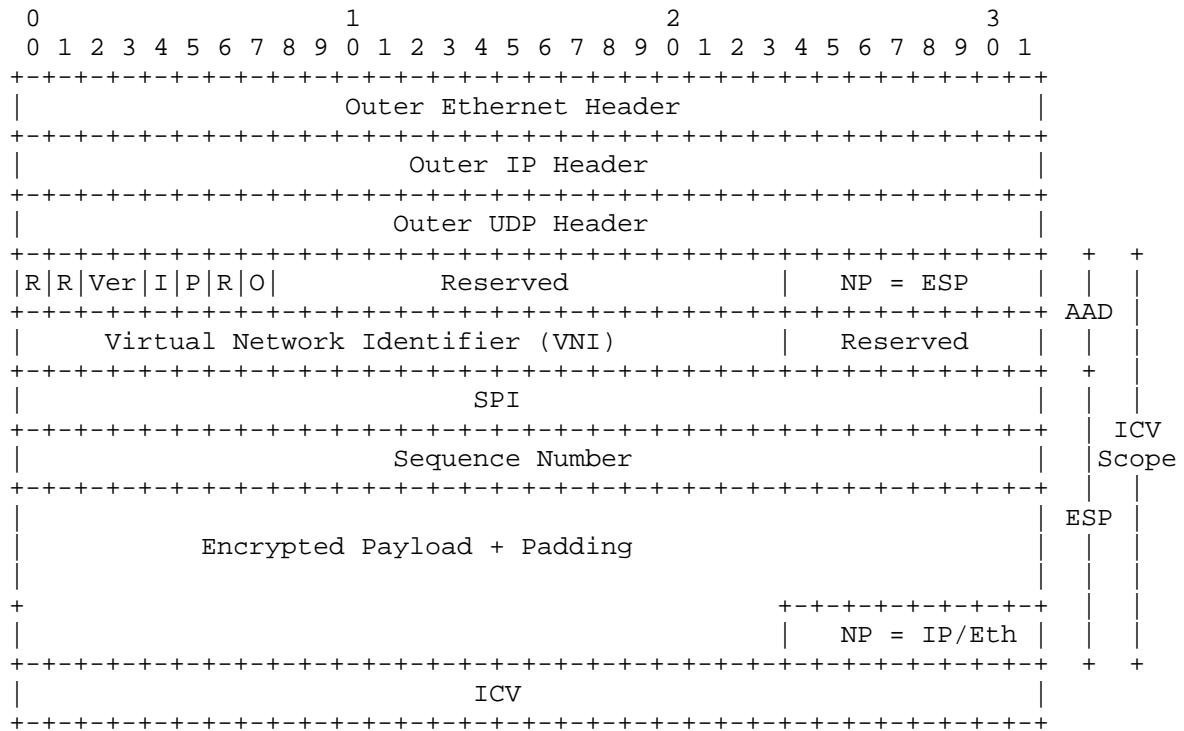 0                   1                   2                   3
 0 1 2 3 4 5 6 7 8 9 0 1 2 3 4 5 6 7 8 9 0 1 2 3 4 5 6 7 8 9 0 1
+-+-+-+-+-+-+-+-+-+-+-+-+-+-+-+-+-+-+-+-+-+-+-+-+-+-+-+-+-+-+-+-+
|                    Outer Ethernet Header                      |
+-+-+-+-+-+-+-+-+-+-+-+-+-+-+-+-+-+-+-+-+-+-+-+-+-+-+-+-+-+-+-+-+
|                        Outer IP Header                        |
+-+-+-+-+-+-+-+-+-+-+-+-+-+-+-+-+-+-+-+-+-+-+-+-+-+-+-+-+-+-+-+-+
|                       Outer UDP Header                        |
+-+-+-+-+-+-+-+-+-+-+-+-+-+-+-+-+-+-+-+-+-+-+-+-+-+-+-+-+-+-+-+-+  +  +
|R|R|Ver|I|P|R|O|          Reserved             |   NP = ESP    |  |  |
+-+-+-+-+-+-+-+-+-+-+-+-+-+-+-+-+-+-+-+-+-+-+-+-+-+-+-+-+-+-+-+-+ AAD |
|     Virtual Network Identifier (VNI)          |   Reserved    |  |  |
+-+-+-+-+-+-+-+-+-+-+-+-+-+-+-+-+-+-+-+-+-+-+-+-+-+-+-+-+-+-+-+-+  +  |
|                            SPI                                |  |  |
+-+-+-+-+-+-+-+-+-+-+-+-+-+-+-+-+-+-+-+-+-+-+-+-+-+-+-+-+-+-+-+-+  | ICV
|                       Sequence Number                         |  |Scope
+-+-+-+-+-+-+-+-+-+-+-+-+-+-+-+-+-+-+-+-+-+-+-+-+-+-+-+-+-+-+-+-+  |  |
|                                                               | ESP |
|           Encrypted Payload + Padding                         |  |  |
|                                                               |  |  |
+                                               +-+-+-+-+-+-+-+-+  |  |
|                                               |   NP = IP/Eth |  |  |
+-+-+-+-+-+-+-+-+-+-+-+-+-+-+-+-+-+-+-+-+-+-+-+-+-+-+-+-+-+-+-+-+  +  +
|                            ICV                                |
+-+-+-+-+-+-+-+-+-+-+-+-+-+-+-+-+-+-+-+-+-+-+-+-+-+-+-+-+-+-+-+-+